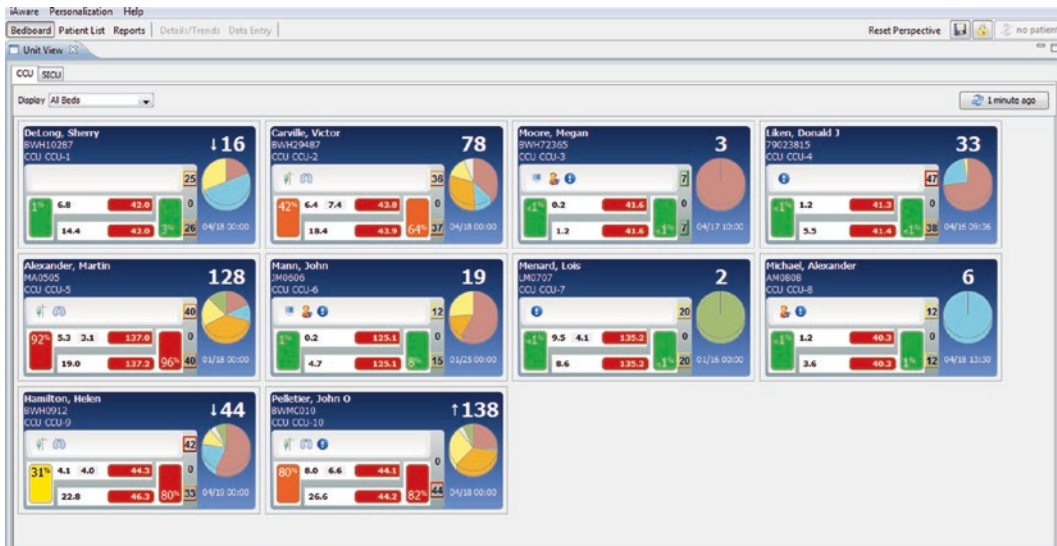 iAware Personalization Help
Bedboard Patient List Reports Details/Trends Data Entry Reset Perspective no patient
Unit View
CCU SICU
Display All Beds 1 minute ago
DeLong, Sherry
BWH10287
CCU CCU-1
↓16
25
1% 6.8 42.0 0
14.4 42.0 3% 26 04/18 00:00
Carville, Victor
BWH29487
CCU CCU-2
78
36
42% 6.4 7.4 43.8 0
18.4 43.9 64% 37 04/18 00:00
Moore, Megan
BWH72365
CCU CCU-3
3
7
<1% 0.2 41.6 0
1.2 41.6 <1% 7 04/17 10:00
Liken, Donald J
79023815
CCU CCU-4
33
47
<1% 1.2 41.3 0
5.5 41.4 <1% 38 04/16 09:36
Alexander, Martin
MA0505
CCU CCU-5
128
40
92% 5.3 3.1 137.0 0
19.0 137.2 96% 40 01/18 00:00
Mann, John
JM0606
CCU CCU-6
19
12
1% 0.2 125.1 0
4.7 125.1 8% 15 01/25 00:00
Menard, Lois
LM0707
CCU CCU-7
2
20
<1% 9.5 4.1 135.2 0
8.6 135.2 <1% 20 01/16 00:00
Michael, Alexander
AM0808
CCU CCU-8
6
12
<1% 1.2 40.3 0
3.6 40.3 1% 12 04/18 12:30
Hamilton, Helen
BWH0912
CCU CCU-9
↓44
42
31% 4.1 4.0 44.3 0
22.8 46.3 80% 33 00:00
Pelletier, John O
BWMC010
CCU CCU-10
↑138
80% 8.0 6.6 44.1 0
26.6 44.2 82% 44 04/18 00:00